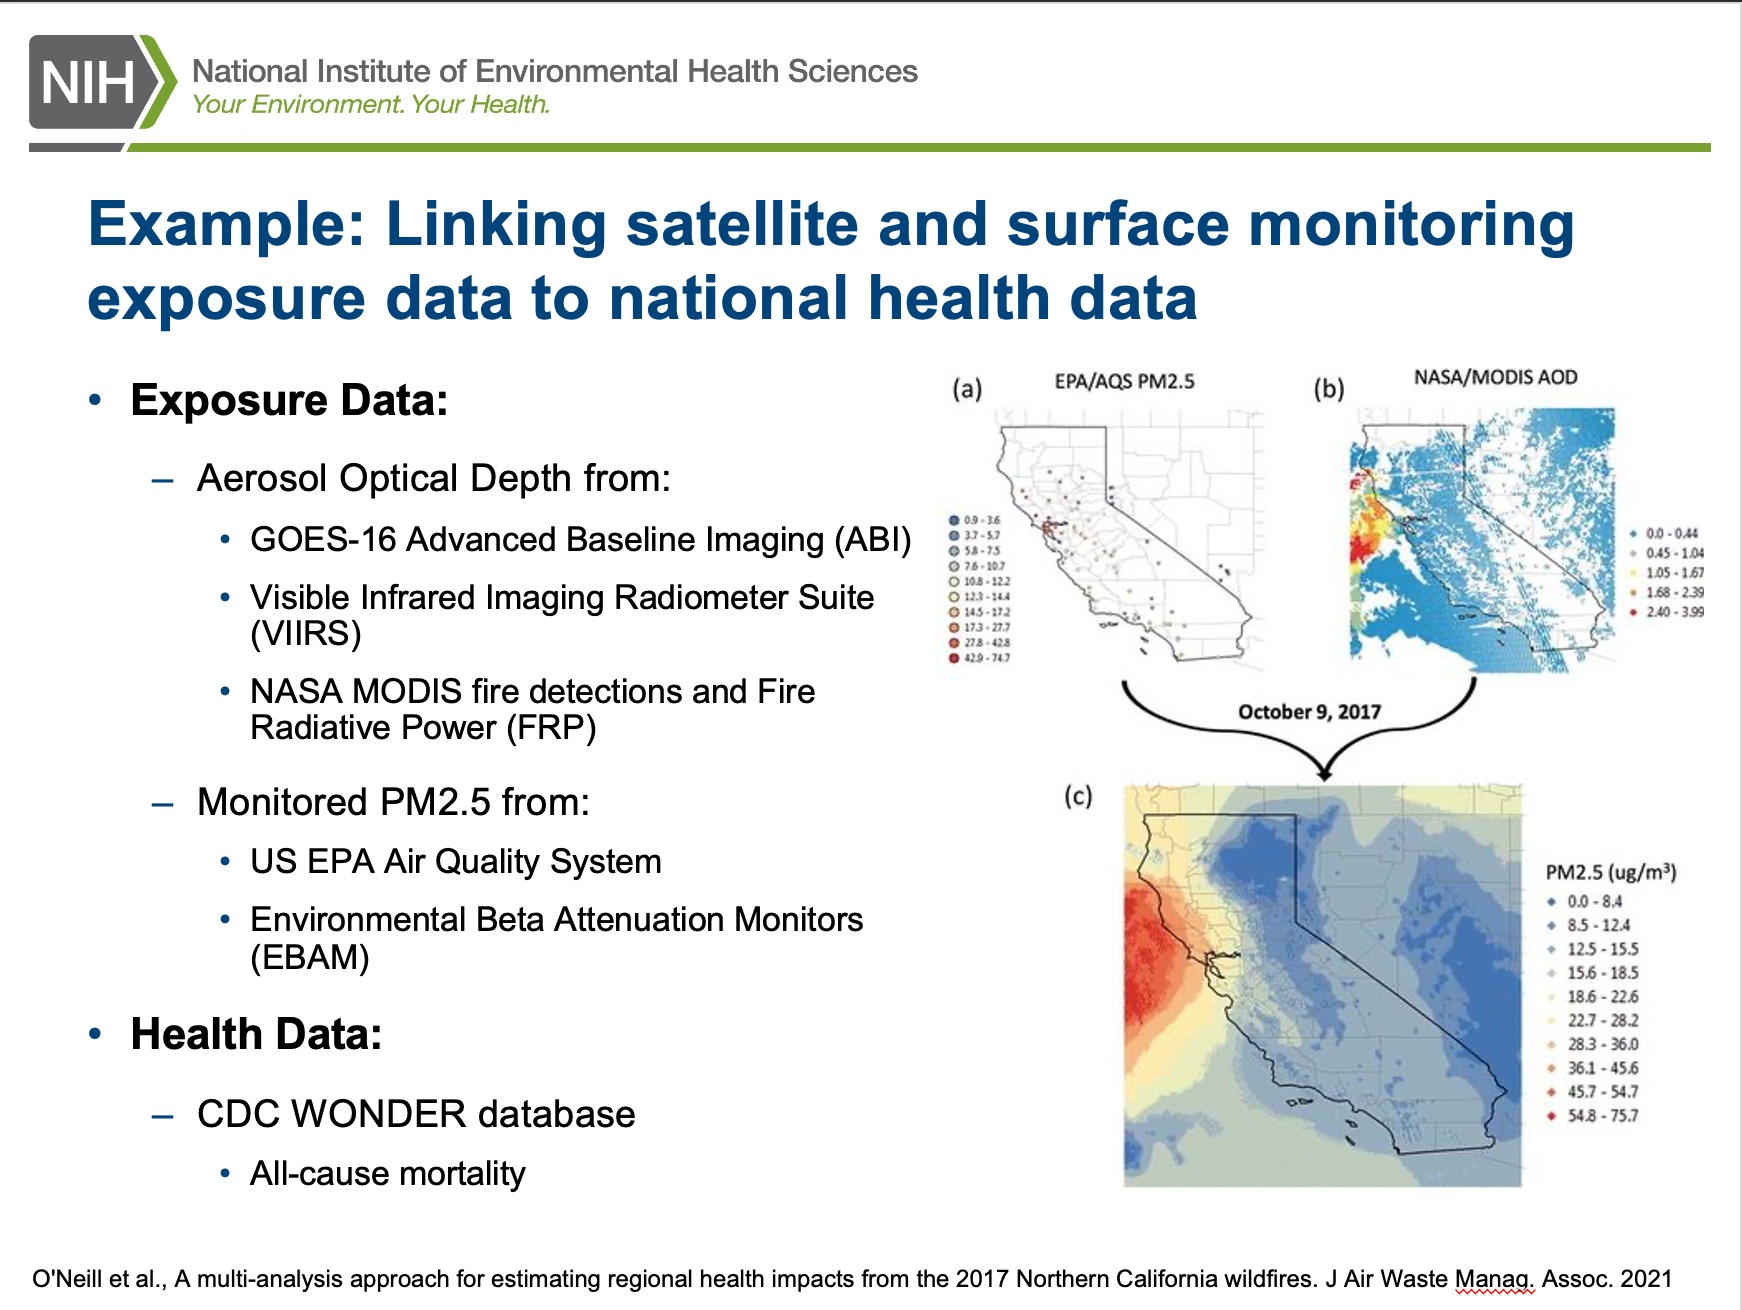 NIH
National Institute of Environmental Health Sciences
Your Environment. Your Health.
Example: Linking satellite and surface monitoring
exposure data to national health data
• Exposure Data:
– Aerosol Optical Depth from:
• GOES-16 Advanced Baseline Imaging (ABI)
• Visible Infrared Imaging Radiometer Suite
(VIIRS)
• NASA MODIS fire detections and Fire
Radiative Power (FRP)
– Monitored PM2.5 from:
• US EPA Air Quality System
• Environmental Beta Attenuation Monitors
(EBAM)
• Health Data:
– CDC WONDER database
• All-cause mortality
(a)
EPA/AQS PM2.5
0.9 - 3.6
3.7 - 5.7
5.8 - 7.5
7.6 - 10.7
10.8 - 12.2
12.3 - 14.4
14.5 - 17.2
17.3 - 27.7
27.8 - 42.8
42.9 - 74.7
(b)
NASA/MODIS AOD
0.0 - 0.44
0.45 - 1.04
1.05 - 1.67
1.68 - 2.39
2.40 - 3.99
October 9, 2017
(c)
PM2.5 (ug/m³)
0.0 - 8.4
8.5 - 12.4
12.5 - 15.5
15.6 - 18.5
18.6 - 22.6
22.7 - 28.2
28.3 - 36.0
36.1 - 45.6
45.7 - 54.7
54.8 - 75.7
O'Neill et al., A multi-analysis approach for estimating regional health impacts from the 2017 Northern California wildfires. J Air Waste Manag. Assoc. 2021